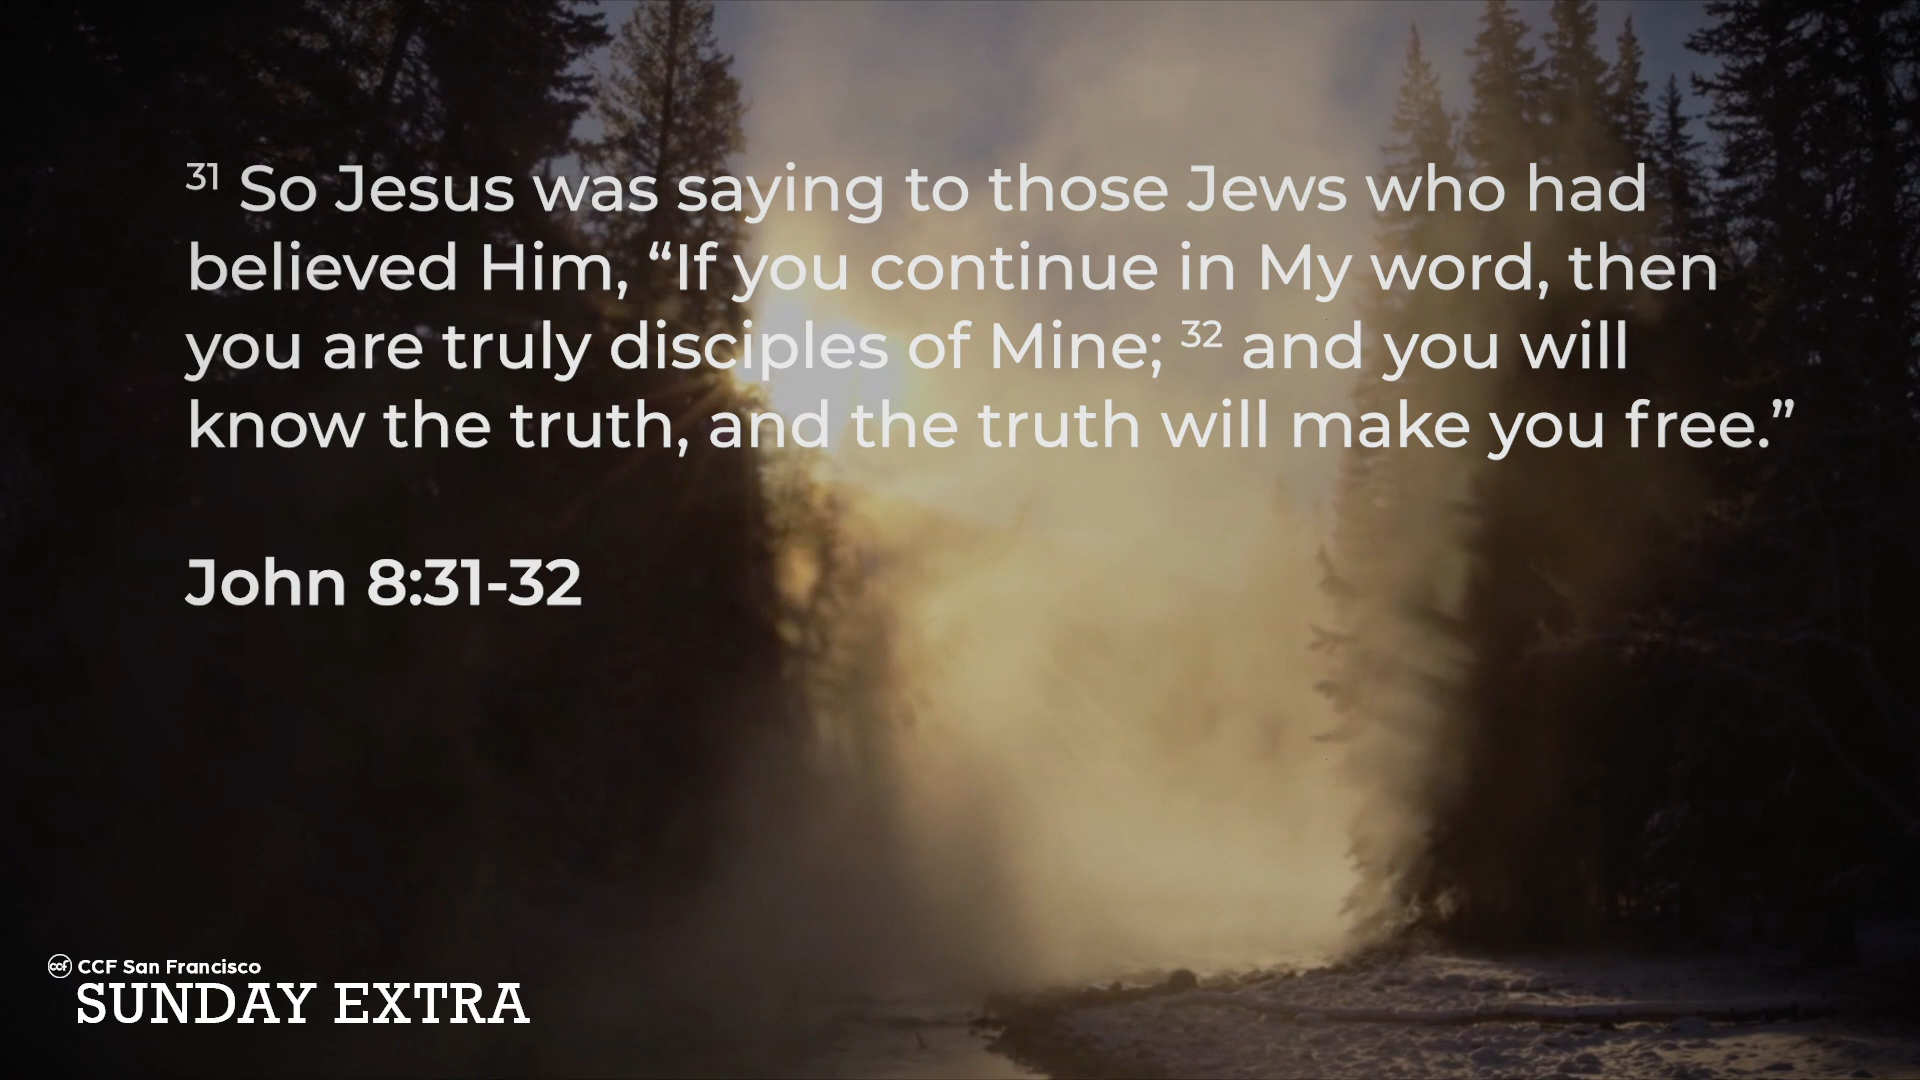 31 So Jesus was saying to those Jews who had
believed Him, “If you continue in My word, then
you are truly disciples of Mine; 32 and you will
know the truth, and the truth will make you free.”
John 8:31-32
ccf CCF San Francisco
SUNDAY EXTRA